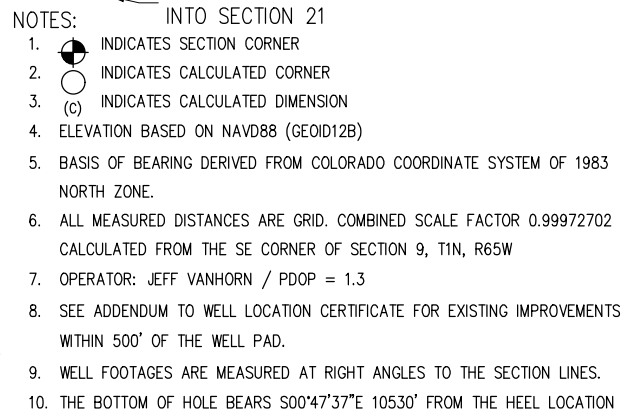 INTO SECTION 21
NOTES:
1. INDICATES SECTION CORNER
2. INDICATES CALCULATED CORNER
3. (C) INDICATES CALCULATED DIMENSION
4. ELEVATION BASED ON NAVD88 (GEOID12B)
5. BASIS OF BEARING DERIVED FROM COLORADO COORDINATE SYSTEM OF 1983
NORTH ZONE.
6. ALL MEASURED DISTANCES ARE GRID. COMBINED SCALE FACTOR 0.99972702
CALCULATED FROM THE SE CORNER OF SECTION 9, T1N, R65W
7. OPERATOR: JEFF VANHORN / PDOP = 1.3
8. SEE ADDENDUM TO WELL LOCATION CERTIFICATE FOR EXISTING IMPROVEMENTS
WITHIN 500' OF THE WELL PAD.
9. WELL FOOTAGES ARE MEASURED AT RIGHT ANGLES TO THE SECTION LINES.
10. THE BOTTOM OF HOLE BEARS S00°47'37"E 10530' FROM THE HEEL LOCATION